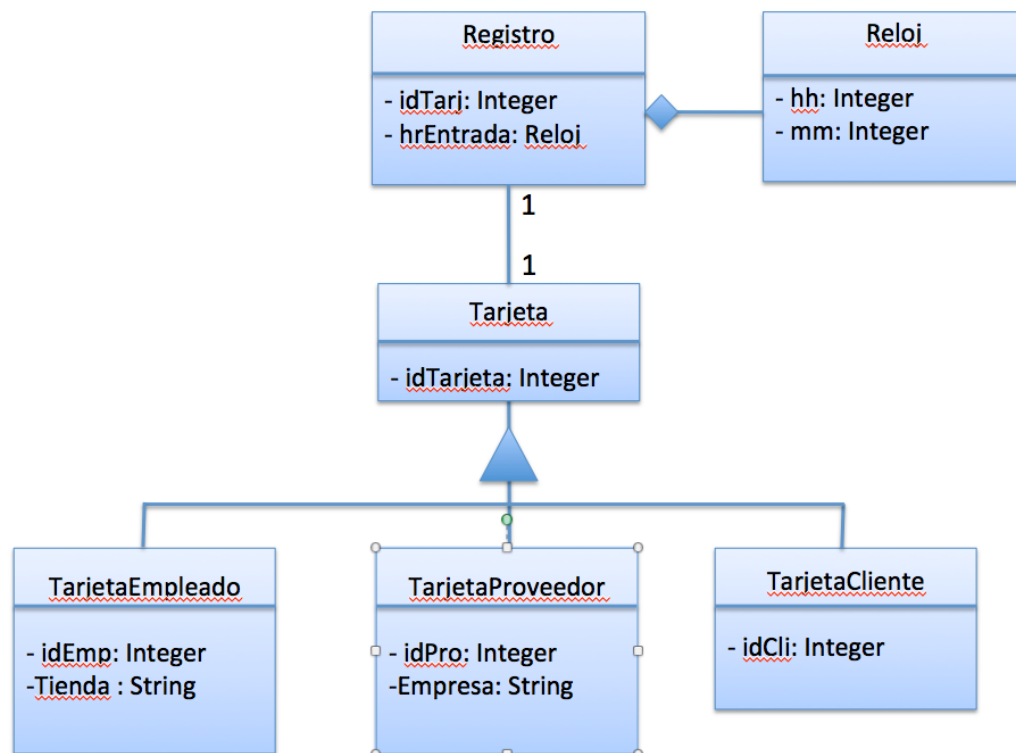 Registro
- idTarj: Integer
- hrEntrada: Reloj
Reloj
- hh: Integer
- mm: Integer
1
1
Tarjeta
- idTarjeta: Integer
TarjetaEmpleado
- idEmp: Integer
-Tienda : String
TarjetaProveedor
- idPro: Integer
-Empresa: String
TarjetaCliente
- idCli: Integer